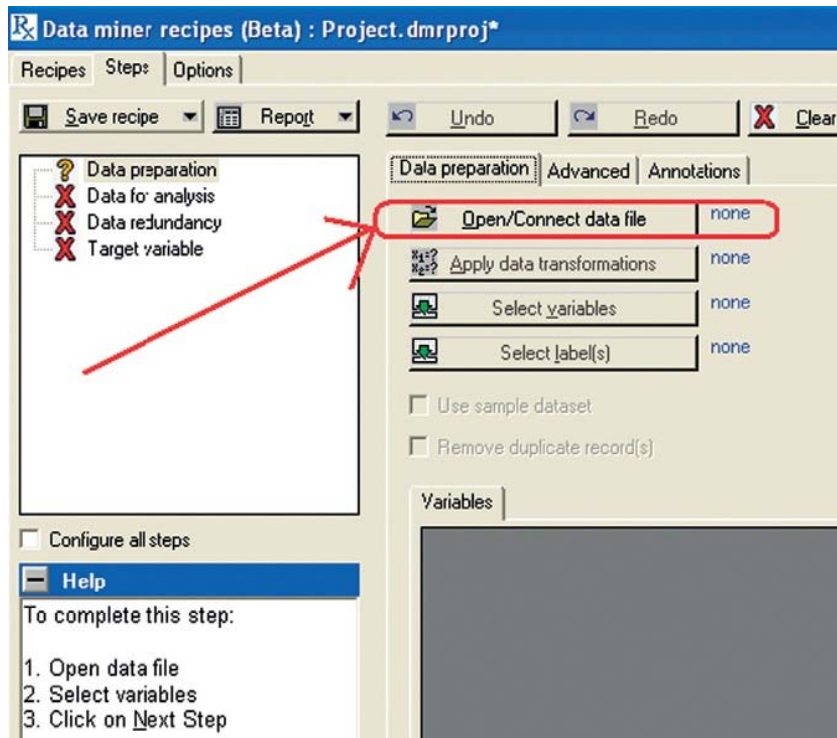 Data miner recipes (Beta) : Project.dmrproj*
Recipes Steps Options
Save recipe Report Undo Redo Clear
Data preparation
Data for analysis
Data redundancy
Target variable
Configure all steps
Help
To complete this step:
1. Open data file
2. Select variables
3. Click on Next Step
Data preparation Advanced Annotations
Open/Connect data file none
Apply data transformations none
Select variables none
Select label(s) none
Use sample dataset
Remove duplicate record(s)
Variables